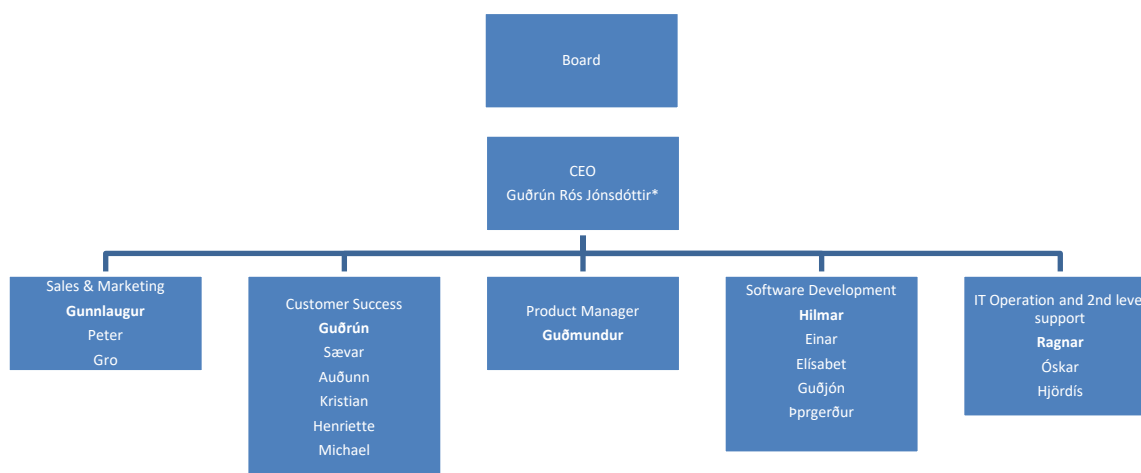 Board
CEO
Guðrún Rós Jónsdóttir*
Sales & Marketing
Gunnlaugur
Peter
Gro
Customer Success
Guðrún
Sævar
Auðunn
Kristian
Henriette
Michael
Product Manager
Guðmundur
Software Development
Hilmar
Einar
Elísabet
Guðjón
Þprgerður
IT Operation and 2nd level
support
Ragnar
Óskar
Hjördís